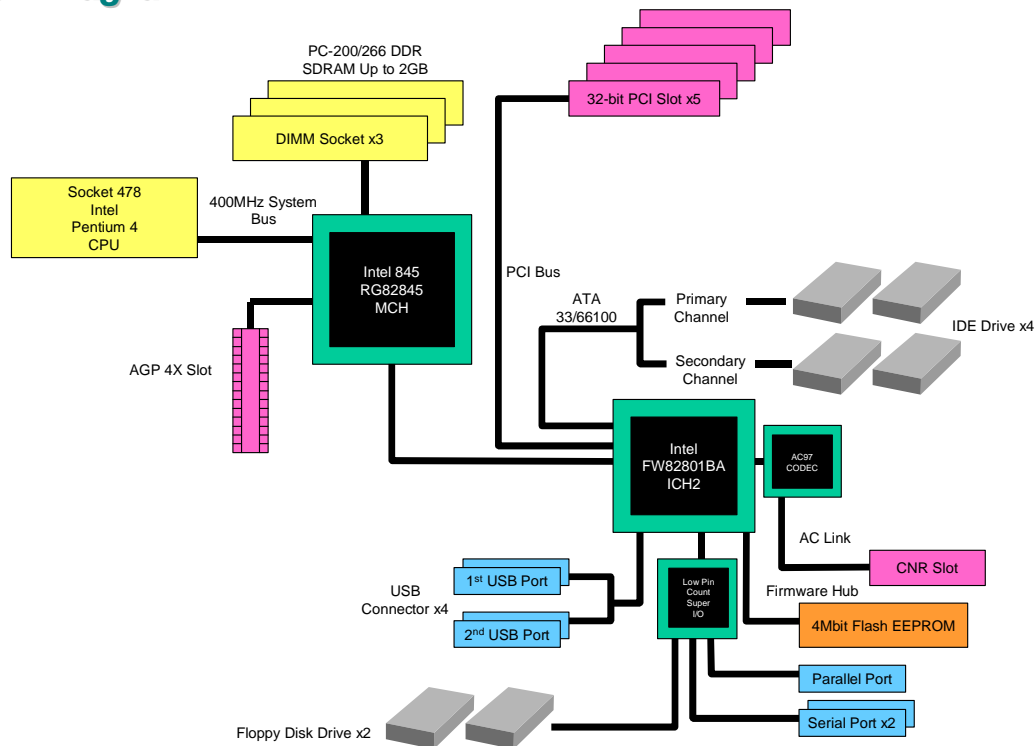 PC-200/266 DDR
SDRAM Up to 2GB
DIMM Socket x3
32-bit PCI Slot x5
Socket 478
Intel
Pentium 4
CPU
400MHz System
Bus
Intel 845
RG82845
MCH
AGP 4X Slot
PCI Bus
ATA
33/66100
Primary
Channel
Secondary
Channel
IDE Drive x4
Intel
FW82801BA
ICH2
AC97
CODEC
AC Link
CNR Slot
USB
Connector x4
1st USB Port
2nd USB Port
Low Pin
Count
Super
I/O
Firmware Hub
4Mbit Flash EEPROM
Parallel Port
Serial Port x2
Floppy Disk Drive x2